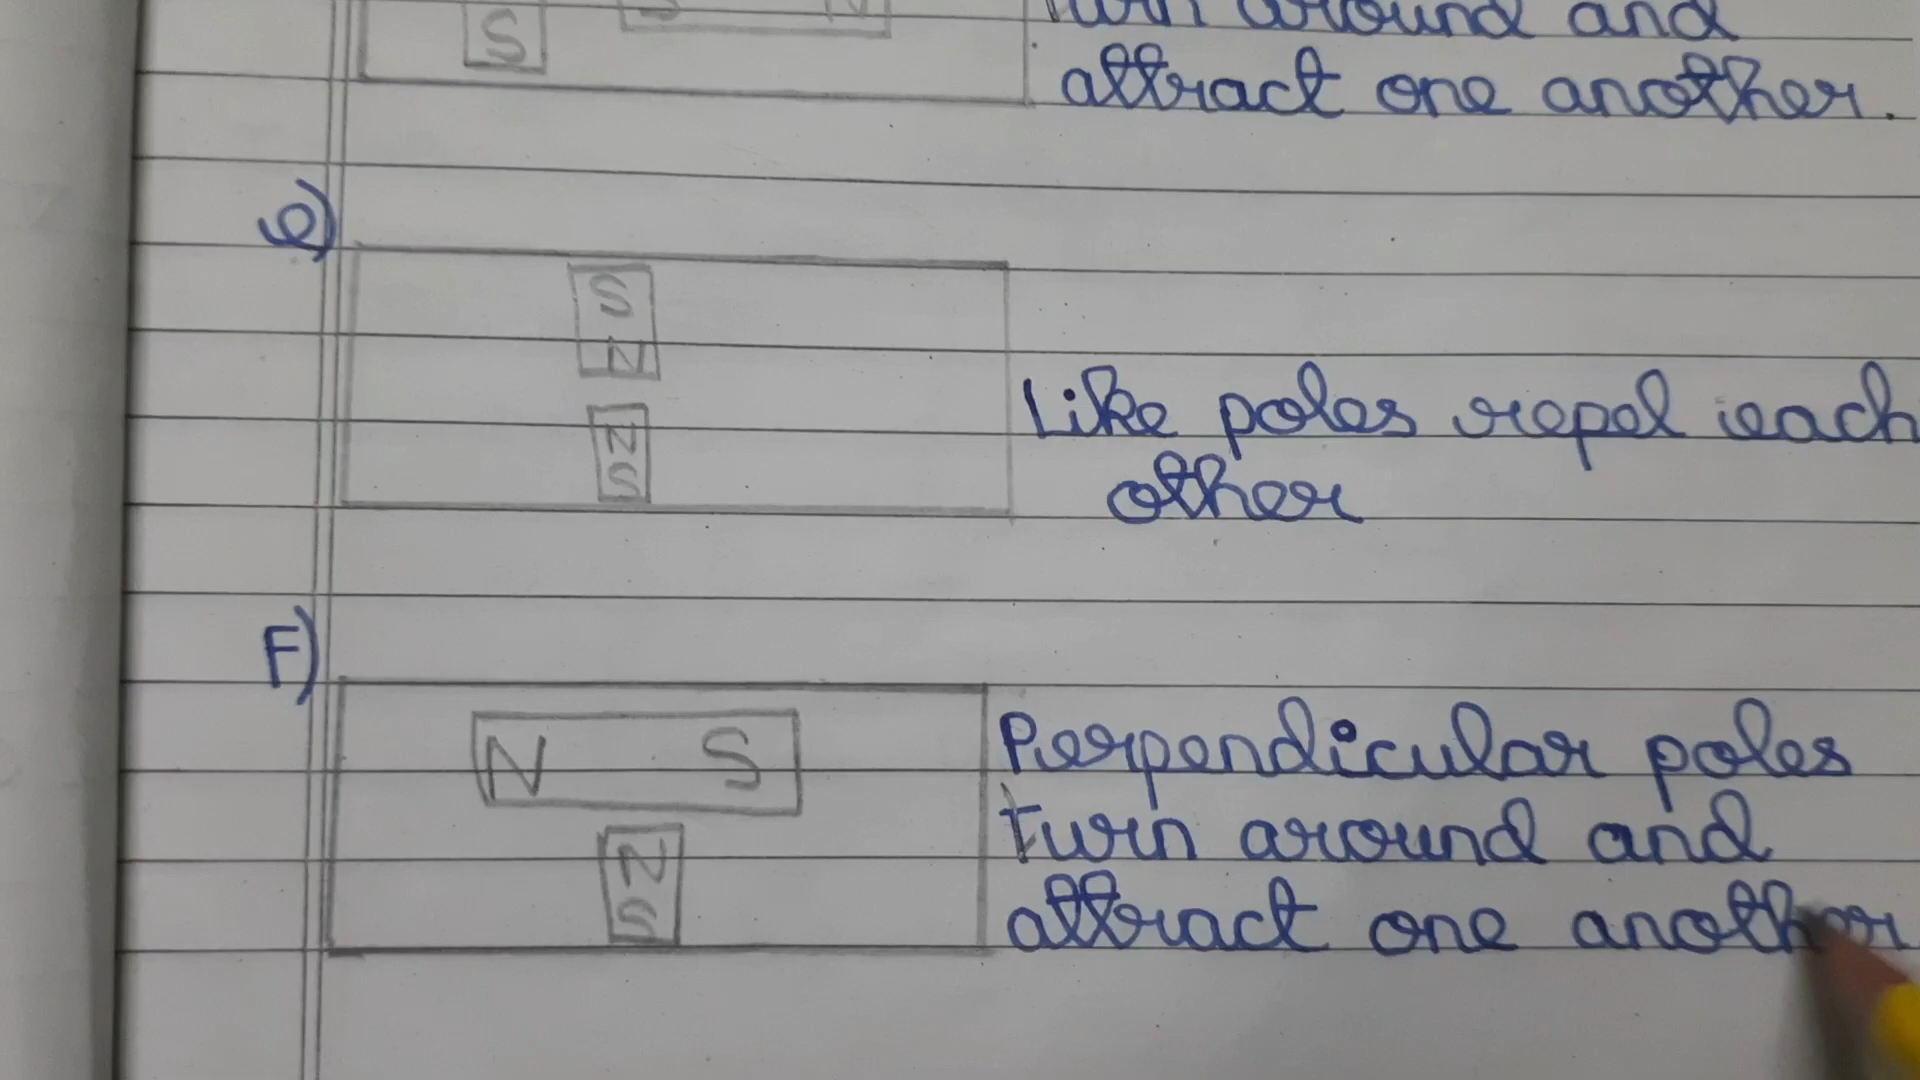 S
turn around and
attract one another.
e)
S
N
N
S
Like poles repel each
other
F)
N S
N
S
Perpendicular poles
turn around and
attract one another